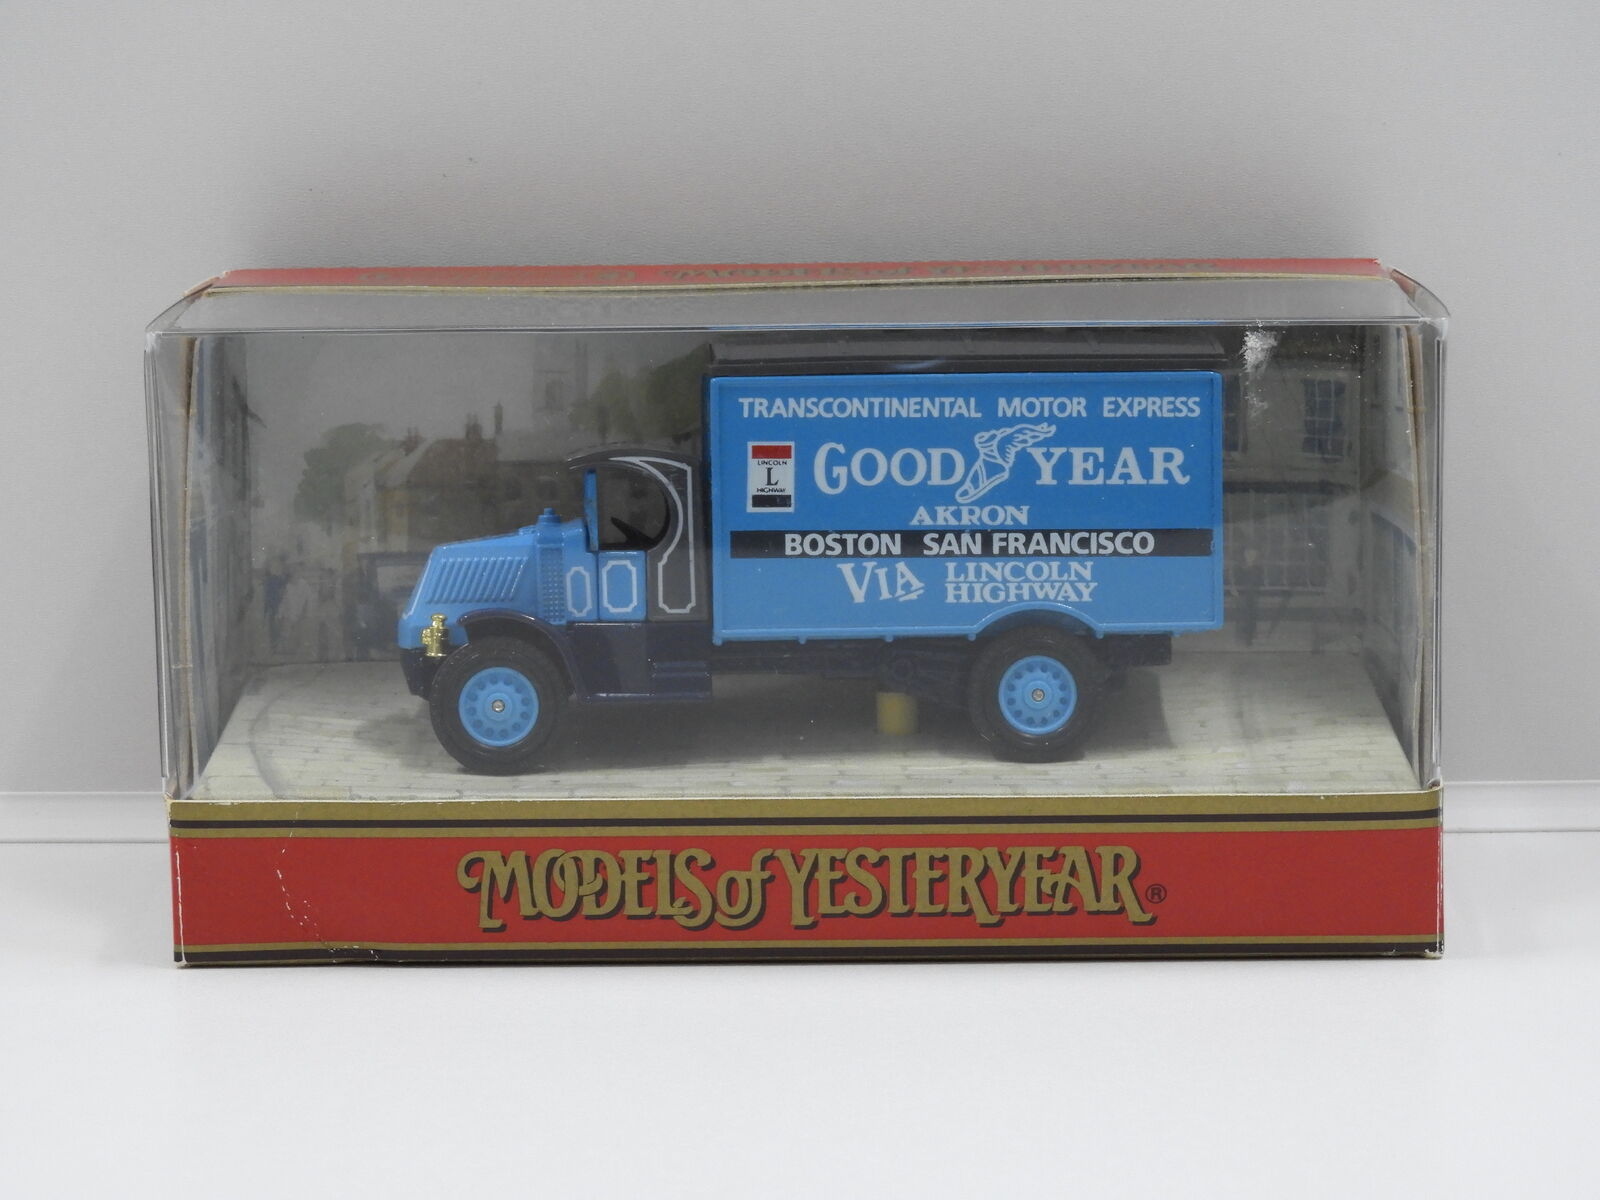 TRANSCONTINENTAL MOTOR EXPRESS
GOOD YEAR
LINCOLN
L
HIGHWAY
AKRON
BOSTON SAN FRANCISCO
VIA LINCOLN
HIGHWAY
MODELS of YESTERYEAR®